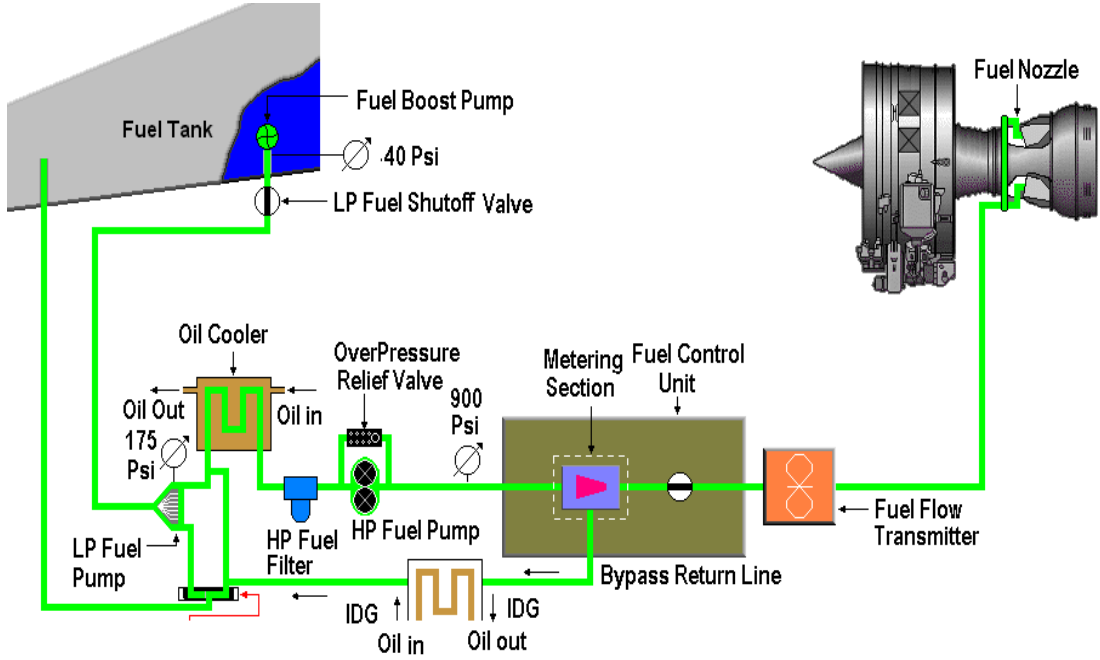 Fuel Nozzle
Fuel Boost Pump
Fuel Tank
40 Psi
LP Fuel Shutoff Valve
Oil Cooler
OverPressure
Relief Valve
Metering
Section
Fuel Control
Unit
Oil Out
Oil in
900
Psi
175
Psi
LP Fuel
Pump
HP Fuel
Filter
HP Fuel Pump
Fuel Flow
Transmitter
Bypass Return Line
IDG
Oil in
IDG
Oil out